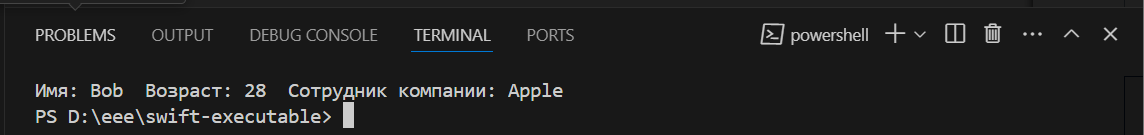 PROBLEMS OUTPUT DEBUG CONSOLE TERMINAL PORTS powershell
Имя: Bob  Возраст: 28  Сотрудник компании: Apple
PS D:\eee\swift-executable>